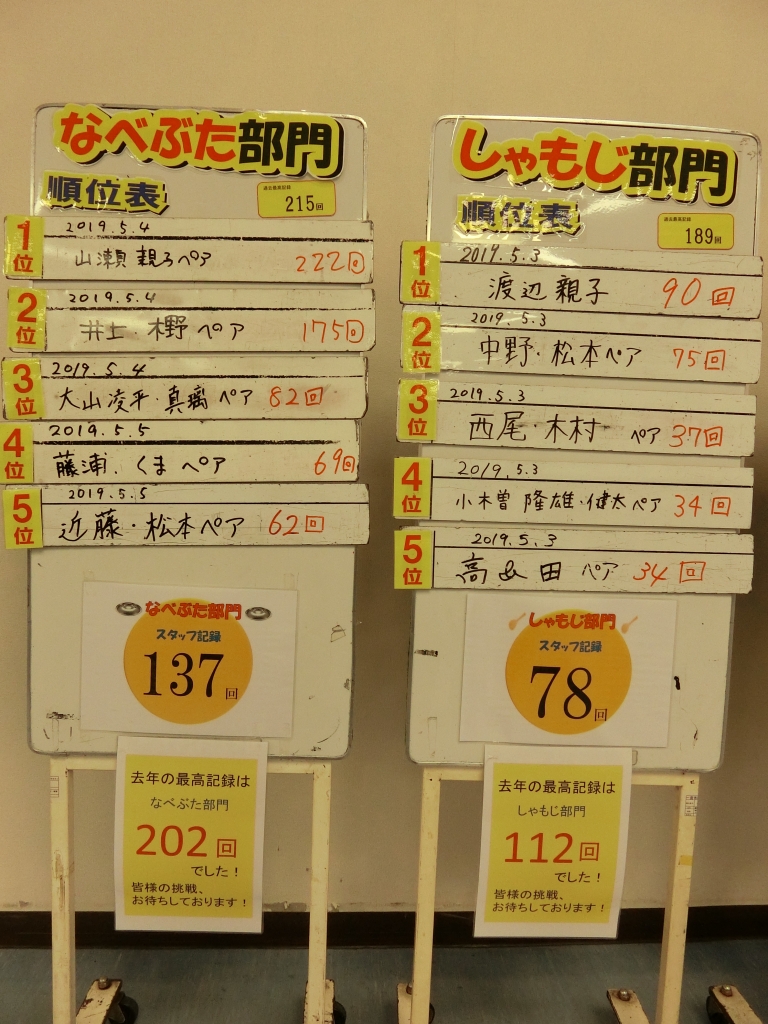 なべぶた部門
順位表
過去最高記録
215回
1位
2019.5.4
山瀬 親子ペア
222回
2位
2019.5.4
井上・木野 ペア
175回
3位
2019.5.4
大山凌平・真璃 ペア
82回
4位
2019.5.5
藤浦、くま ペア
69回
5位
2019.5.5
近藤・松本ペア
62回
なべぶた部門
スタッフ記録
137回
去年の最高記録は
なべぶた部門
202回
でした!
皆様の挑戦、
お待ちしております!
しゃもじ部門
順位表
過去最高記録
189回
1位
2019.5.3
渡辺 親子
90回
2位
2019.5.3
中野・松本ペア
75回
3位
2019.5.3
西尾・木村 ペア
37回
4位
2019.5.3
小木曽 隆雄・健太ペア
34回
5位
2019.5.3
高&田 ペア
34回
しゃもじ部門
スタッフ記録
78回
去年の最高記録は
しゃもじ部門
112回
でした!
皆様の挑戦、
お待ちしております!